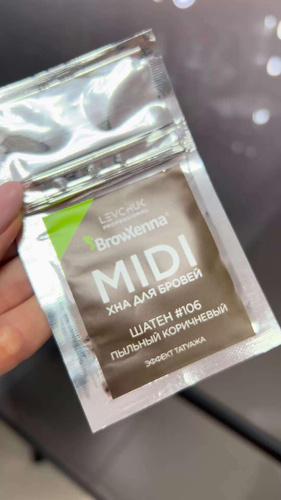 LEVCHUK
PROFESSIONAL
BrowXenna®
MIDI
ХНА ДЛЯ БРОВЕЙ
ШАТЕН #106
ПЫЛЬНЫЙ КОРИЧНЕВЫЙ
ЭФФЕКТ ТАТУАЖА